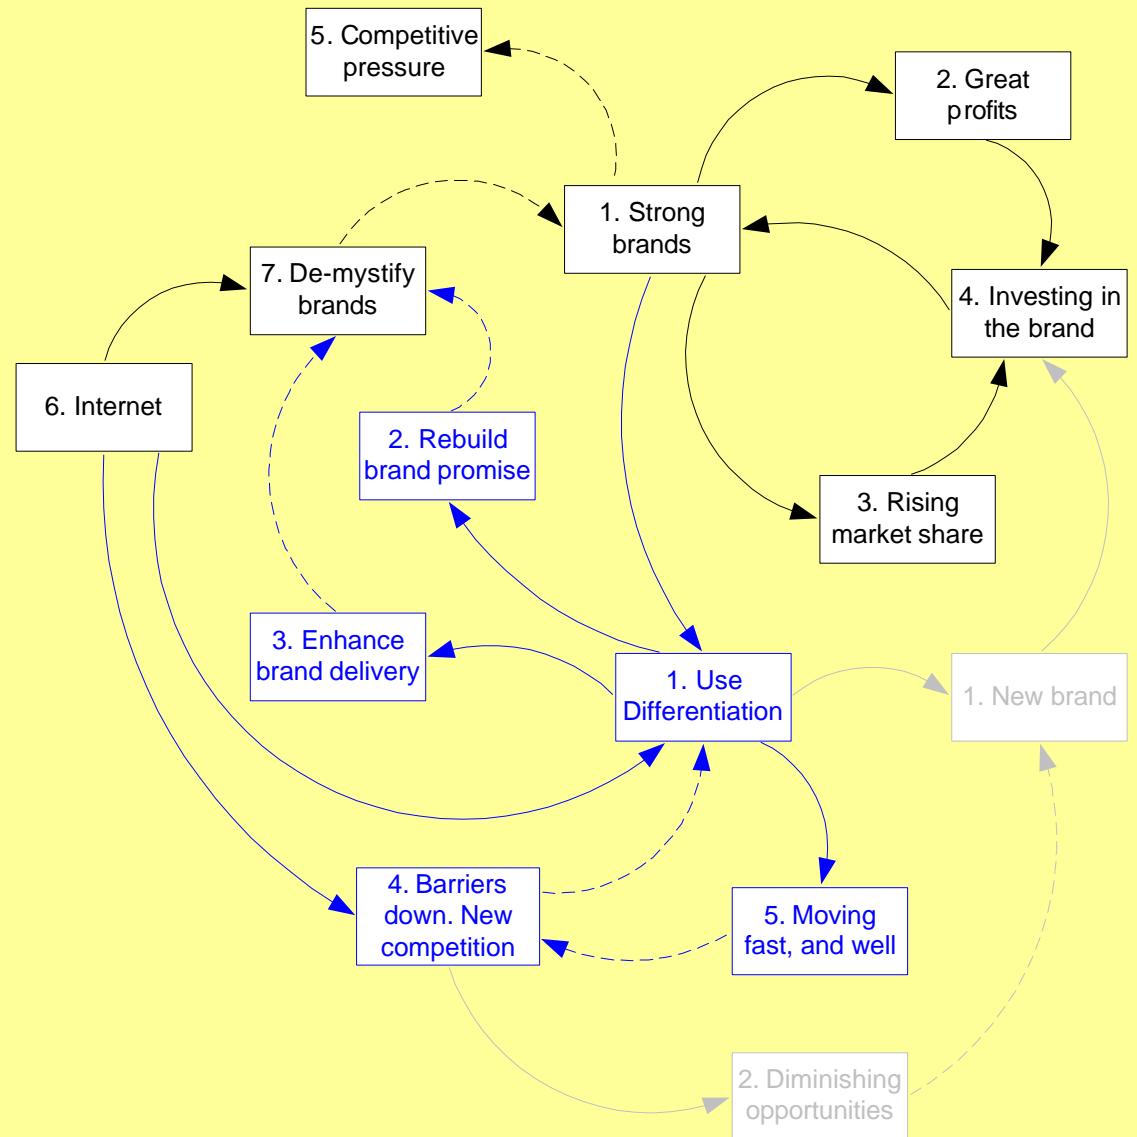 5. Competitive
pressure
2. Great
profits
1. Strong
brands
7. De-mystify
brands
4. Investing in
the brand
6. Internet
2. Rebuild
brand promise
3. Rising
market share
3. Enhance
brand delivery
1. Use
Differentiation
1. New brand
4. Barriers
down. New
competition
5. Moving
fast, and well
2. Diminishing
opportunities